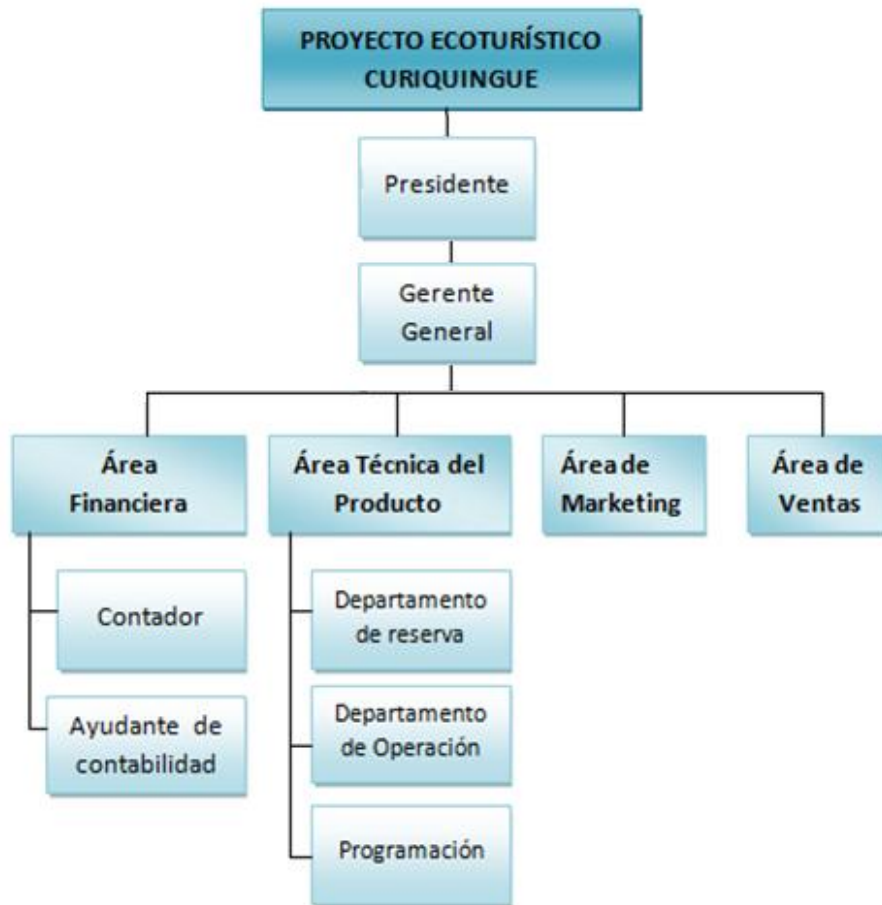 PROYECTO ECOTURÍSTICO
CURIQUINGUE
Presidente
Gerente
General
Área
Financiera
Área Técnica del
Producto
Área de
Marketing
Área de
Ventas
Contador
Ayudante de
contabilidad
Departamento
de reserva
Departamento
de Operación
Programación